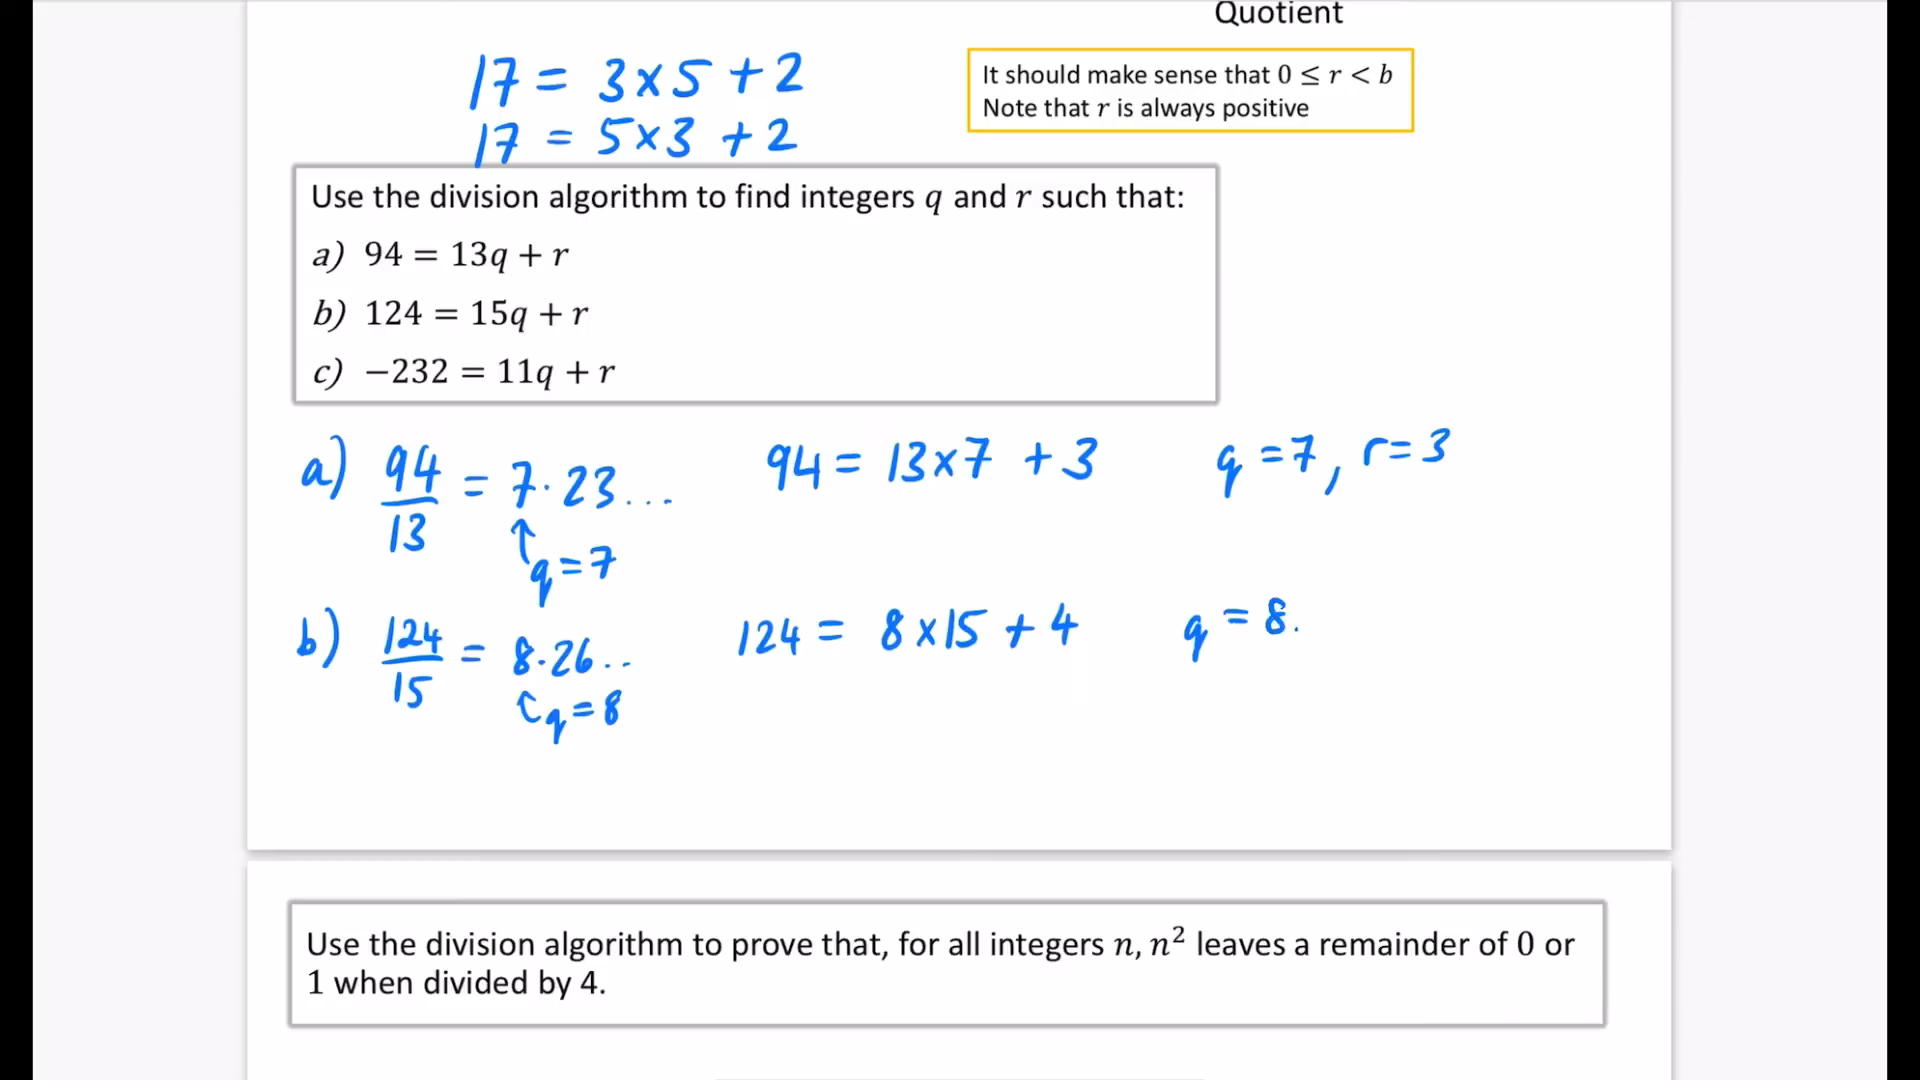 Quotient
17 = 3×5 + 2
17 = 5×3 + 2
It should make sense that 0 ≤ r < b
Note that r is always positive
Use the division algorithm to find integers q and r such that:
a) 94 = 13q + r
b) 124 = 15q + r
c) −232 = 11q + r
a) 94/13 = 7.23... 94 = 13×7 + 3 q = 7, r = 3
q = 7
b) 124/15 = 8.26.. 124 = 8×15 + 4 q = 8.
q = 8
Use the division algorithm to prove that, for all integers n, n² leaves a remainder of 0 or
1 when divided by 4.